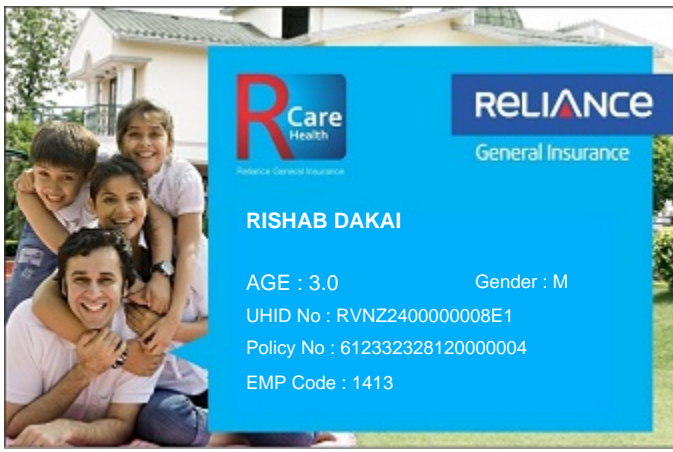 R Care
Health
Reliance General Insurance
RELIANCE
General Insurance
RISHAB DAKAI
AGE : 3.0 Gender : M
UHID No : RVNZ2400000008E1
Policy No : 612332328120000004
EMP Code : 1413